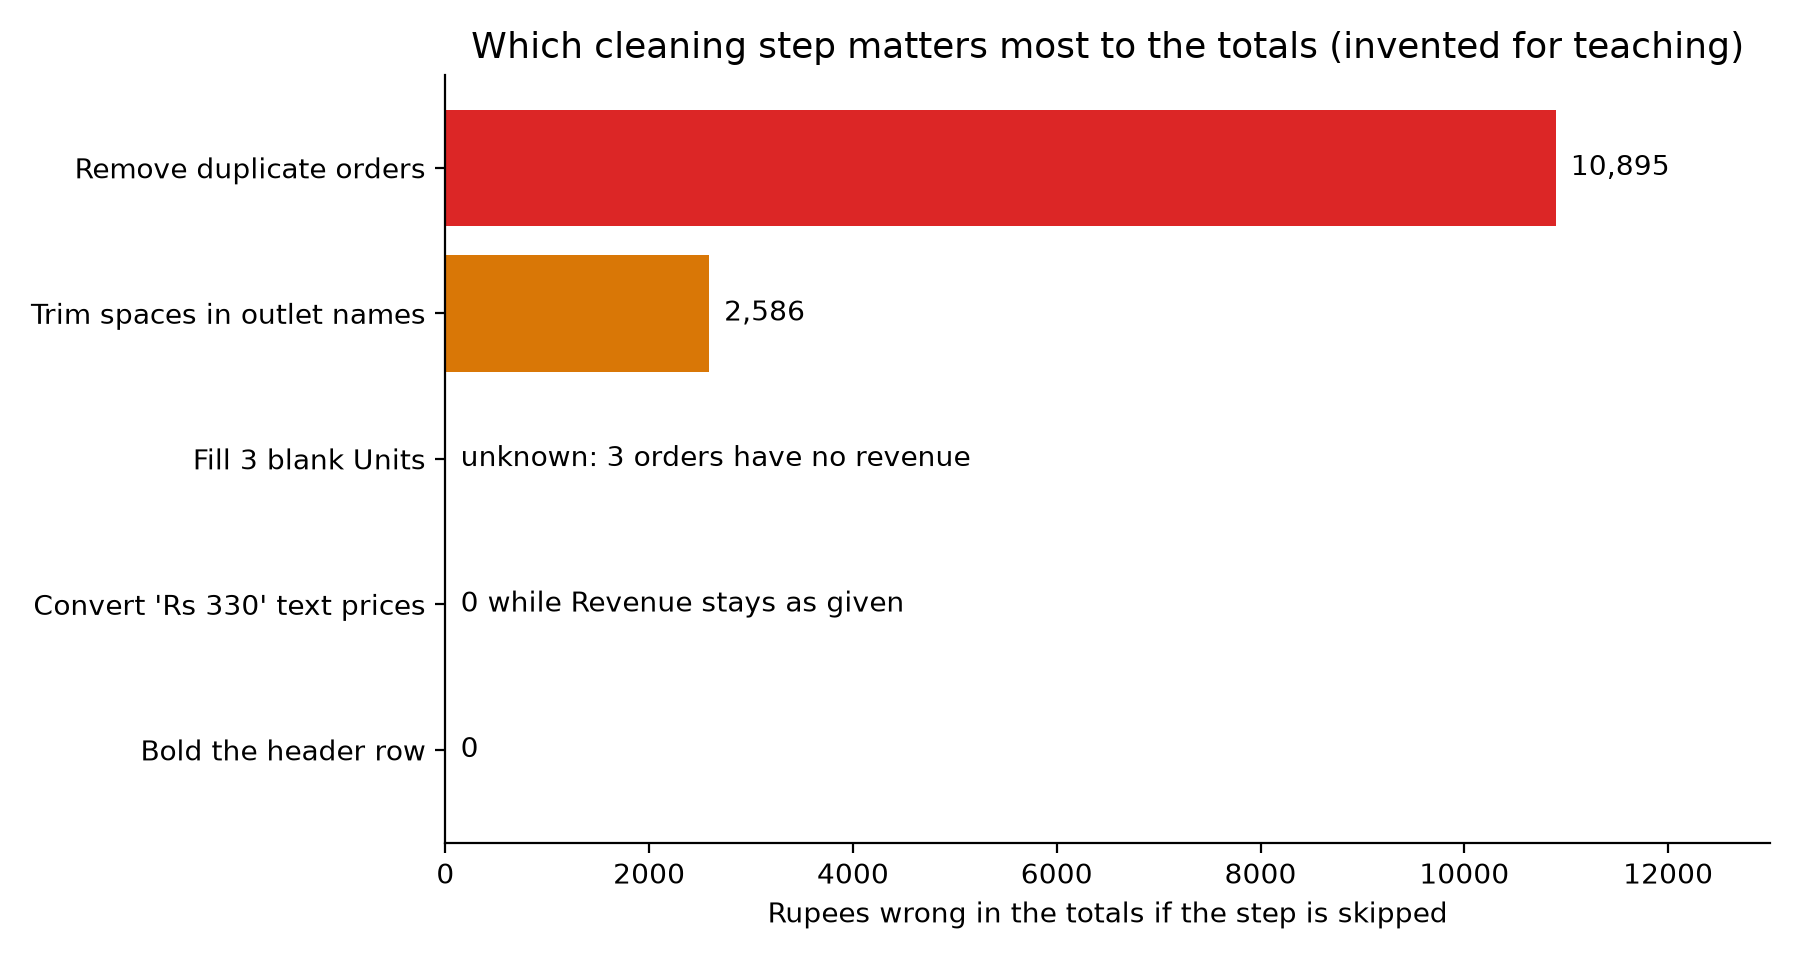 Which cleaning step matters most to the totals (invented for teaching)
Remove duplicate orders
10,895
Trim spaces in outlet names
2,586
Fill 3 blank Units
unknown: 3 orders have no revenue
Convert 'Rs 330' text prices
0 while Revenue stays as given
Bold the header row
0
0 2000 4000 6000 8000 10000 12000
Rupees wrong in the totals if the step is skipped